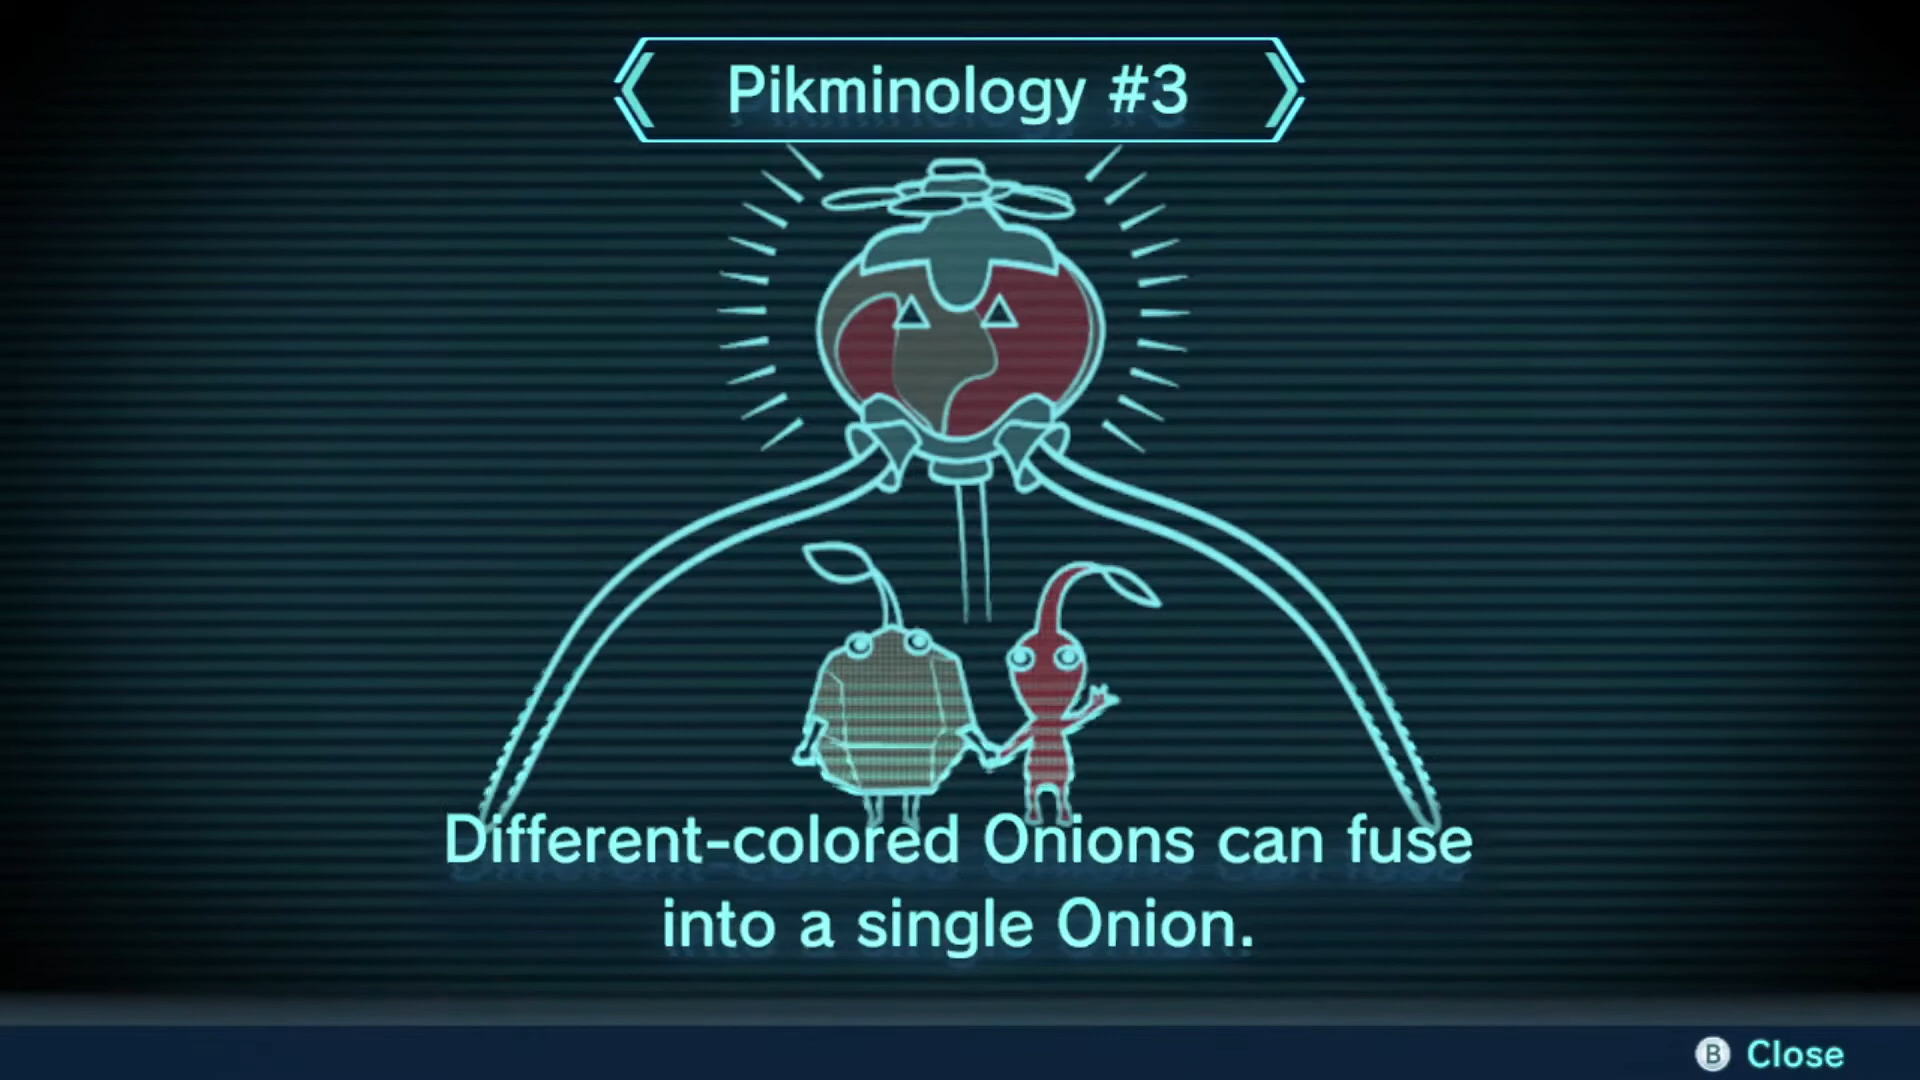 Pikminology #3
Different-colored Onions can fuse
into a single Onion.
B Close